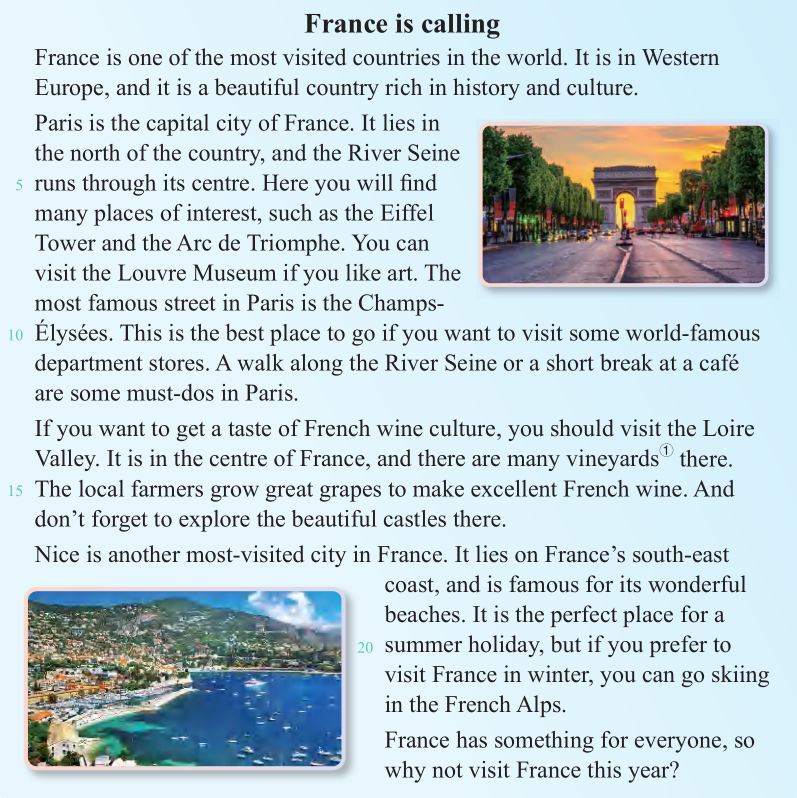 France is calling
France is one of the most visited countries in the world. It is in Western
Europe, and it is a beautiful country rich in history and culture.
Paris is the capital city of France. It lies in
the north of the country, and the River Seine
5 runs through its centre. Here you will find
many places of interest, such as the Eiffel
Tower and the Arc de Triomphe. You can
visit the Louvre Museum if you like art. The
most famous street in Paris is the Champs-
10 Élysées. This is the best place to go if you want to visit some world-famous
department stores. A walk along the River Seine or a short break at a café
are some must-dos in Paris.
If you want to get a taste of French wine culture, you should visit the Loire
Valley. It is in the centre of France, and there are many vineyards① there.
15 The local farmers grow great grapes to make excellent French wine. And
don’t forget to explore the beautiful castles there.
Nice is another most-visited city in France. It lies on France’s south-east
coast, and is famous for its wonderful
beaches. It is the perfect place for a
20 summer holiday, but if you prefer to
visit France in winter, you can go skiing
in the French Alps.
France has something for everyone, so
why not visit France this year?